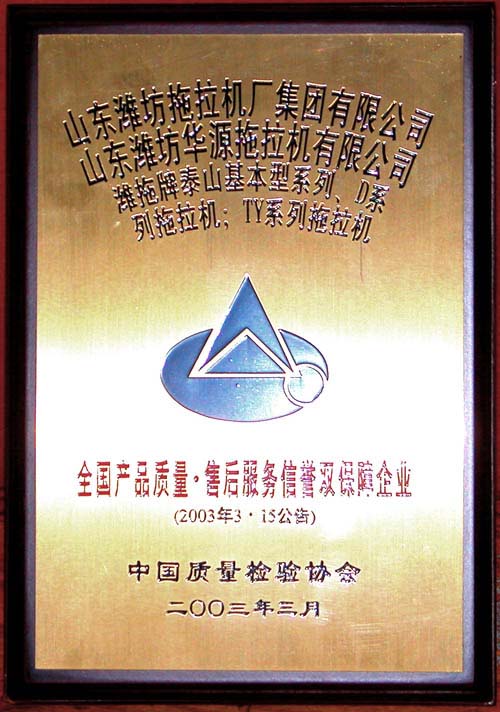 山东潍坊拖拉机厂集团有限公司
山东潍坊华源拖拉机有限公司
潍拖牌泰山基本型系列、D系
列拖拉机；TY系列拖拉机
全国产品质量·售后服务信誉双保障企业
(2003年3·15公告)
中国质量检验协会
二〇〇三年三月